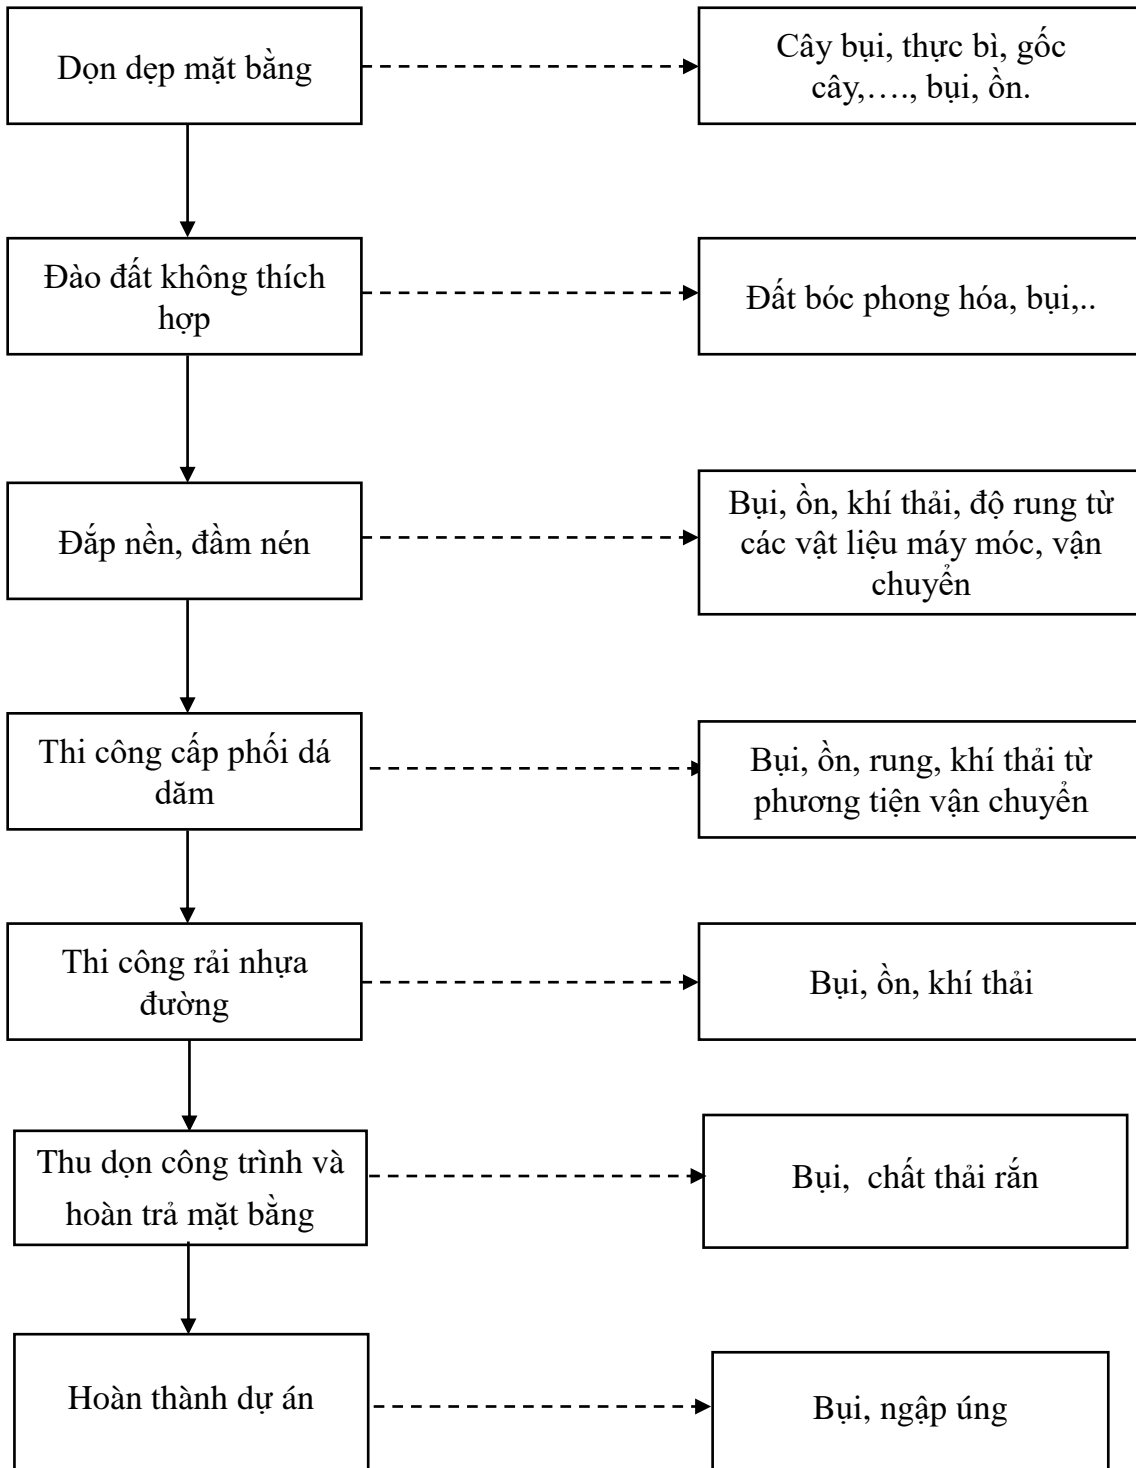 Dọn dẹp mặt bằng
Cây bụi, thực bì, gốc
cây,…., bụi, ồn.
Đào đất không thích
hợp
Đất bóc phong hóa, bụi,..
Đắp nền, đầm nén
Bụi, ồn, khí thải, độ rung từ
các vật liệu máy móc, vận
chuyển
Thi công cấp phối dá
dăm
Bụi, ồn, rung, khí thải từ
phương tiện vận chuyển
Thi công rải nhựa
đường
Bụi, ồn, khí thải
Thu dọn công trình và
hoàn trả mặt bằng
Bụi,  chất thải rắn
Hoàn thành dự án
Bụi, ngập úng